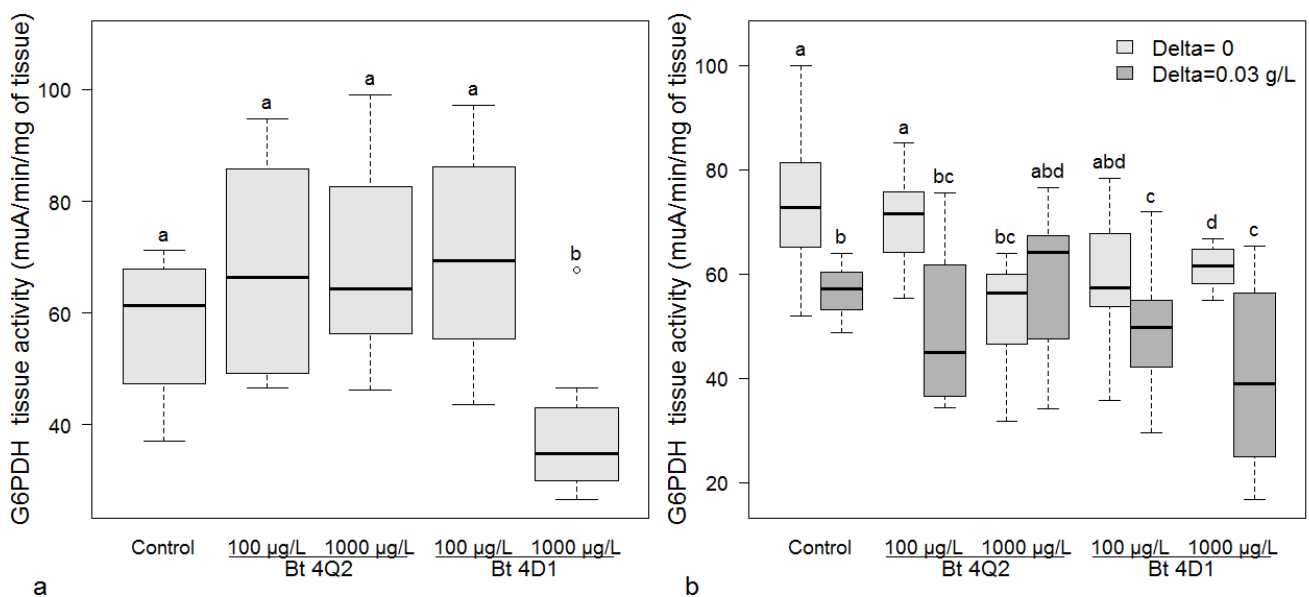 G6PDH tissue activity (muA/min/mg of tissue)
100
80
60
40
a
a
a
a
b
Control
100 µg/L
1000 µg/L
100 µg/L
1000 µg/L
Bt 4Q2
Bt 4D1
a
G6PDH tissue activity (muA/min/mg of tissue)
100
80
60
40
20
Delta= 0
Delta=0.03 g/L
a
b
a
bc
bc
abd
abd
c
d
c
Control
100 µg/L
1000 µg/L
100 µg/L
1000 µg/L
Bt 4Q2
Bt 4D1
b